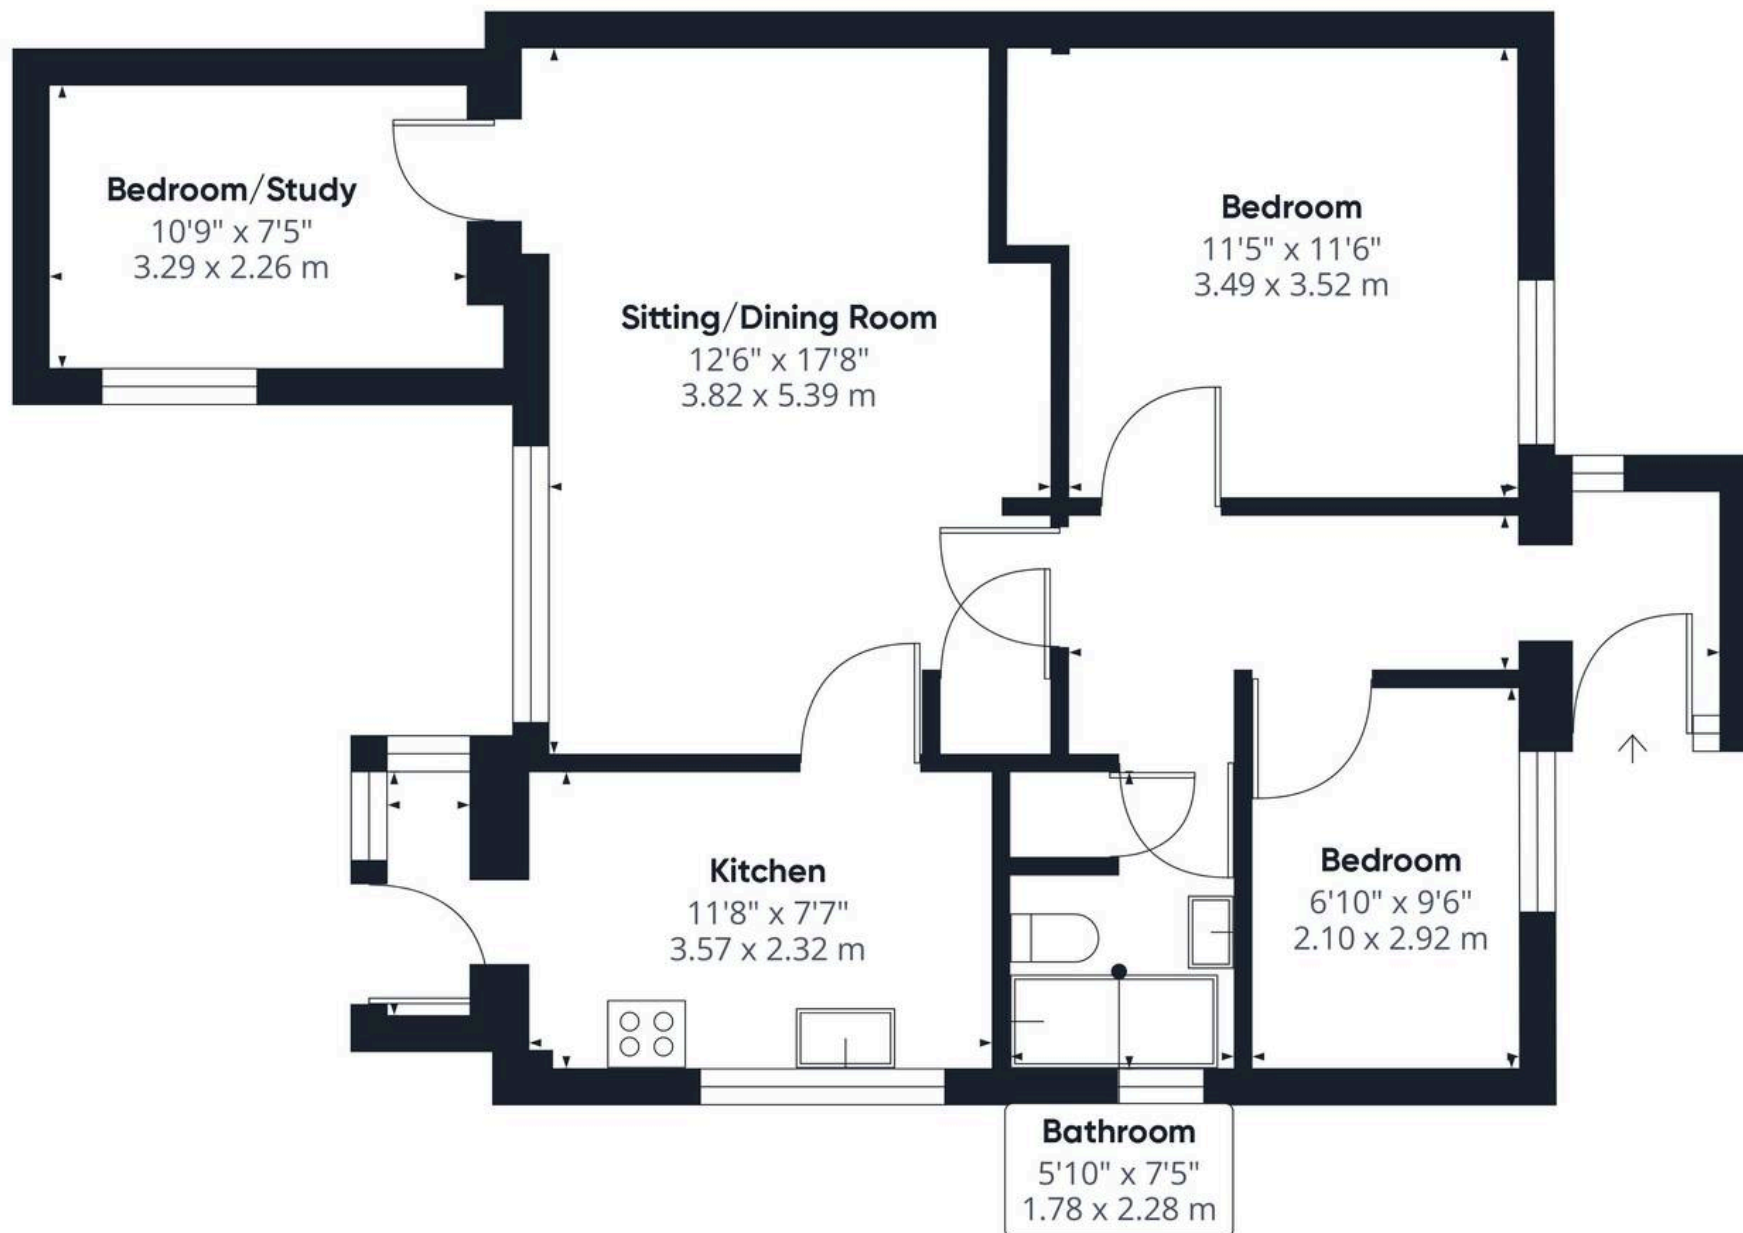 Bedroom/Study
10'9" x 7'5"
3.29 x 2.26 m
Bedroom
11'5" x 11'6"
3.49 x 3.52 m
Sitting/Dining Room
12'6" x 17'8"
3.82 x 5.39 m
Kitchen
11'8" x 7'7"
3.57 x 2.32 m
Bedroom
6'10" x 9'6"
2.10 x 2.92 m
Bathroom
5'10" x 7'5"
1.78 x 2.28 m